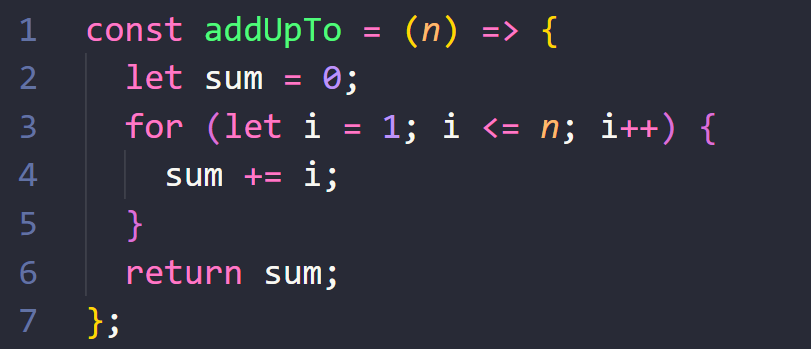 1 const addUpTo = (n) => {
2   let sum = 0;
3   for (let i = 1; i <= n; i++) {
4     sum += i;
5   }
6   return sum;
7 };